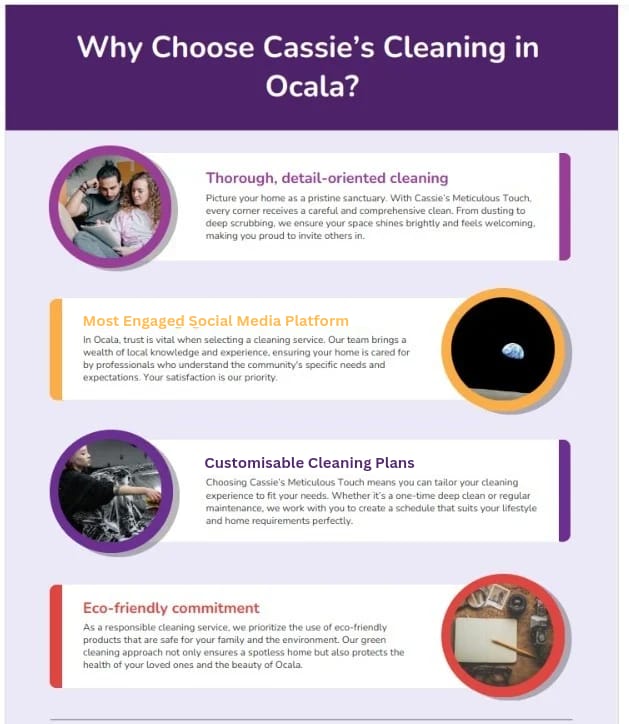 Why Choose Cassie's Cleaning in
Ocala?
Thorough, detail-oriented cleaning
Picture your home as a pristine sanctuary. With Cassie's Meticulous Touch,
every corner receives a careful and comprehensive clean. From dusting to
deep scrubbing, we ensure your space shines brightly and feels welcoming,
making you proud to invite others in.
Most Engaged Social Media Platform
In Ocala, trust is vital when selecting a cleaning service. Our team brings a
wealth of local knowledge and experience, ensuring your home is cared for
by professionals who understand the community's specific needs and
expectations. Your satisfaction is our priority.
Customisable Cleaning Plans
Choosing Cassie's Meticulous Touch means you can tailor your cleaning
experience to fit your needs. Whether it's a one-time deep clean or regular
maintenance, we work with you to create a schedule that suits your lifestyle
and home requirements perfectly.
Eco-friendly commitment
As a responsible cleaning service, we prioritize the use of eco-friendly
products that are safe for your family and the environment. Our green
cleaning approach not only ensures a spotless home but also protects the
health of your loved ones and the beauty of Ocala.